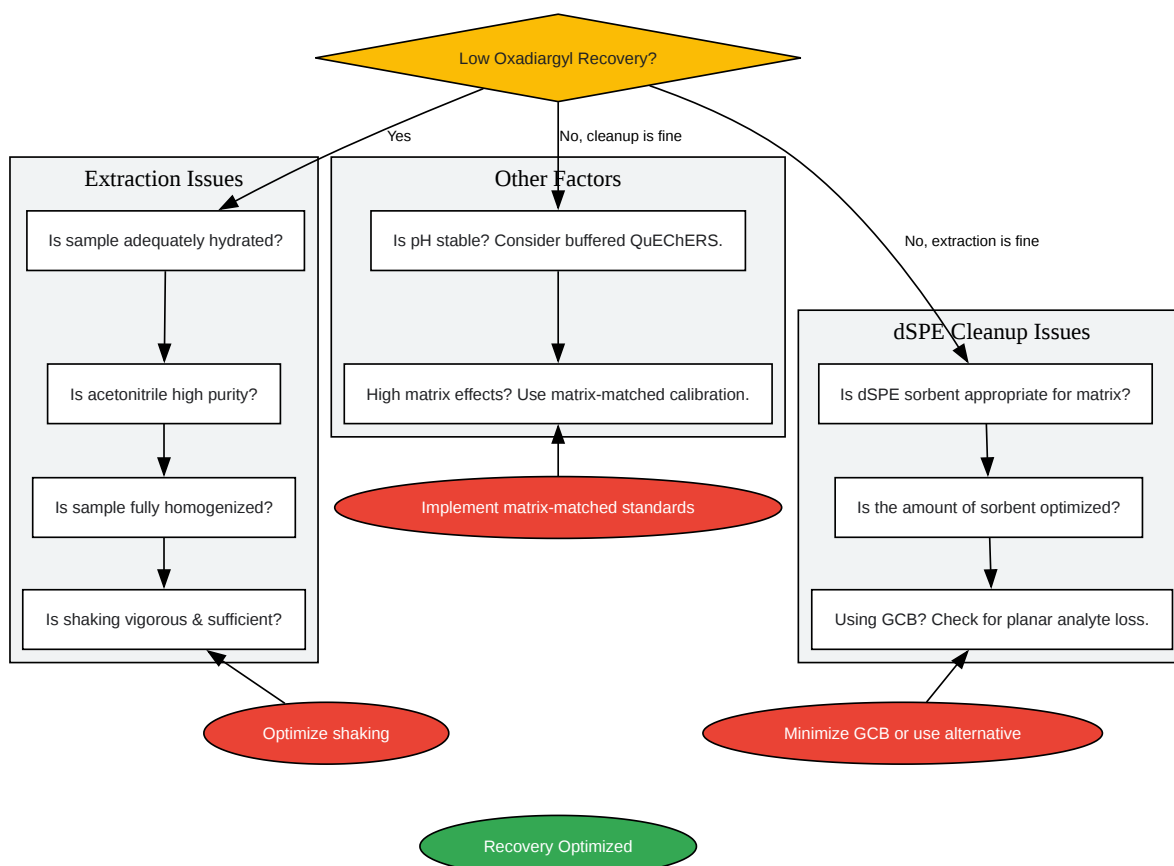 Low Oxadiargyl Recovery?
Yes
No, cleanup is fine
No, extraction is fine
Extraction Issues
Is sample adequately hydrated?
Is acetonitrile high purity?
Is sample fully homogenized?
Is shaking vigorous & sufficient?
Optimize shaking
Other Factors
Is pH stable? Consider buffered QuEChERS.
High matrix effects? Use matrix-matched calibration.
Implement matrix-matched standards
dSPE Cleanup Issues
Is dSPE sorbent appropriate for matrix?
Is the amount of sorbent optimized?
Using GCB? Check for planar analyte loss.
Minimize GCB or use alternative
Recovery Optimized